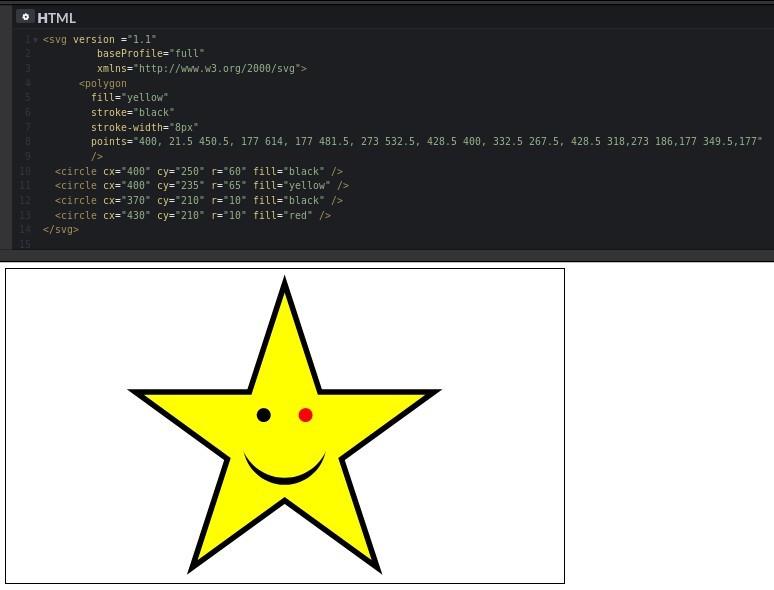 HTML
1 <svg version ="1.1"
2 baseProfile="full"
3 xmlns="http://www.w3.org/2000/svg">
4 <polygon
5 fill="yellow"
6 stroke="black"
7 stroke-width="8px"
8 points="400, 21.5 450.5, 177 614, 177 481.5, 273 532.5, 428.5 400, 332.5 267.5, 428.5 318,273 186,177 349.5,177"
9 />
10 <circle cx="400" cy="250" r="60" fill="black" />
11 <circle cx="400" cy="235" r="65" fill="yellow" />
12 <circle cx="370" cy="210" r="10" fill="black" />
13 <circle cx="430" cy="210" r="10" fill="red" />
14 </svg>
15